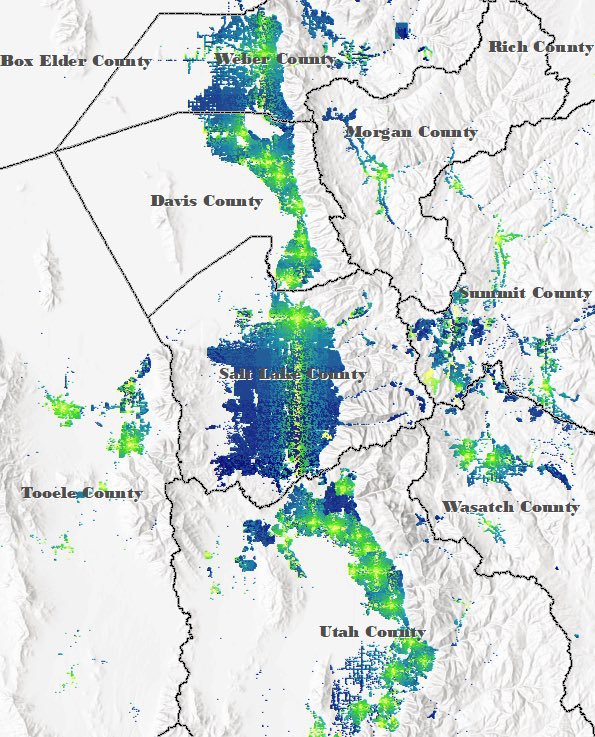 Rich County
Box Elder County
Weber County
Morgan County
Davis County
Summit County
Salt Lake County
Tooele County
Wasatch County
Utah County